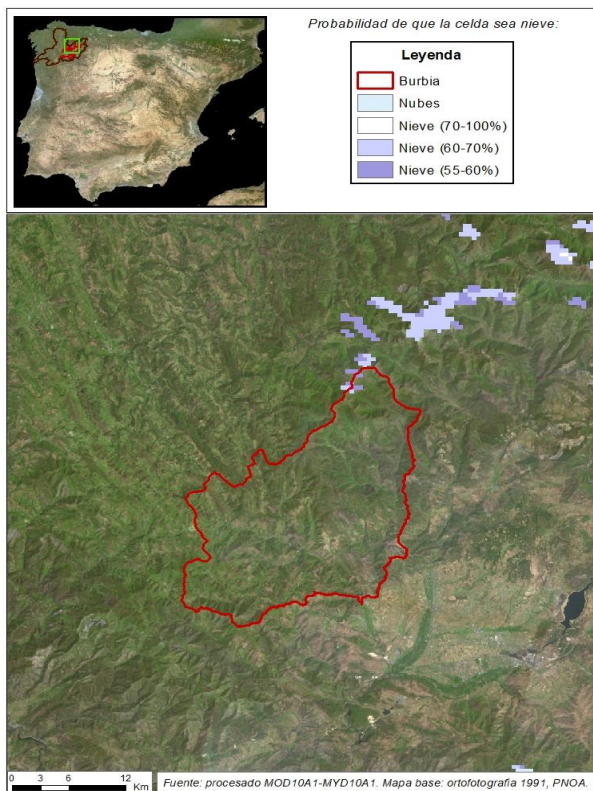 Probabilidad de que la celda sea nieve:
Leyenda
Burbia
Nubes
Nieve (70-100%)
Nieve (60-70%)
Nieve (55-60%)
0 3 6 12
Km
Fuente: procesado MOD10A1-MYD10A1. Mapa base: ortofotografia 1991, PNOA.